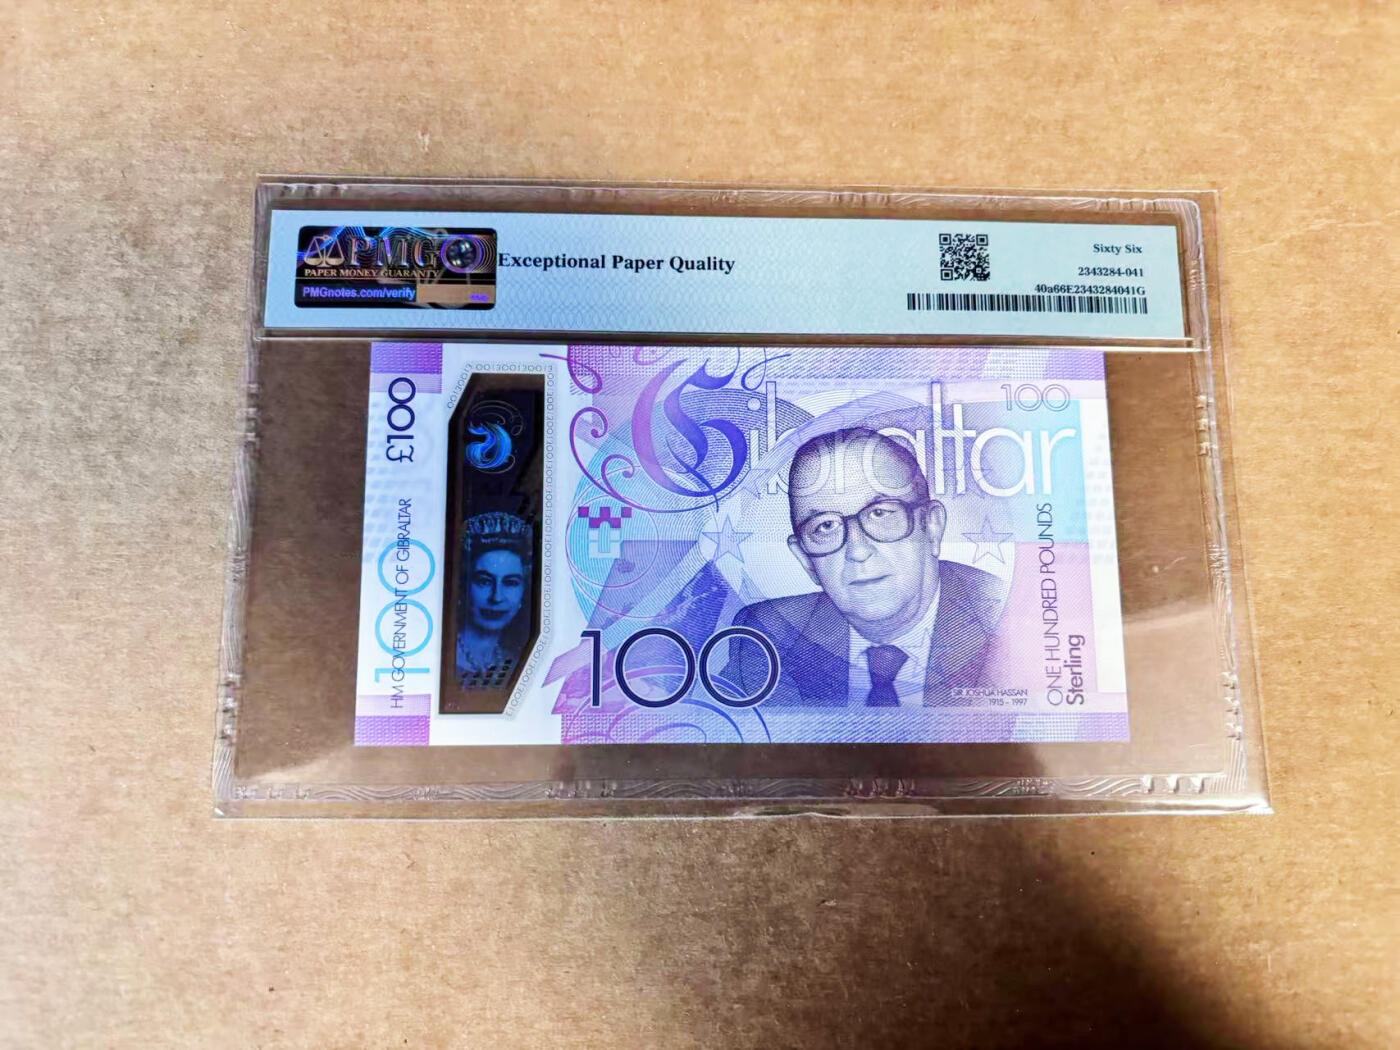 PMG
PAPER MONEY GUARANTY
PMGnotes.com/verify
Exceptional Paper Quality
Sixty Six
2343284-041
40a66E2343284041G
£100
HM GOVERNMENT OF GIBRALTAR
100
Gibraltar
100
100
ONE HUNDRED POUNDS
Sterling
SIR JOSHUA HASSAN
1915 - 1997